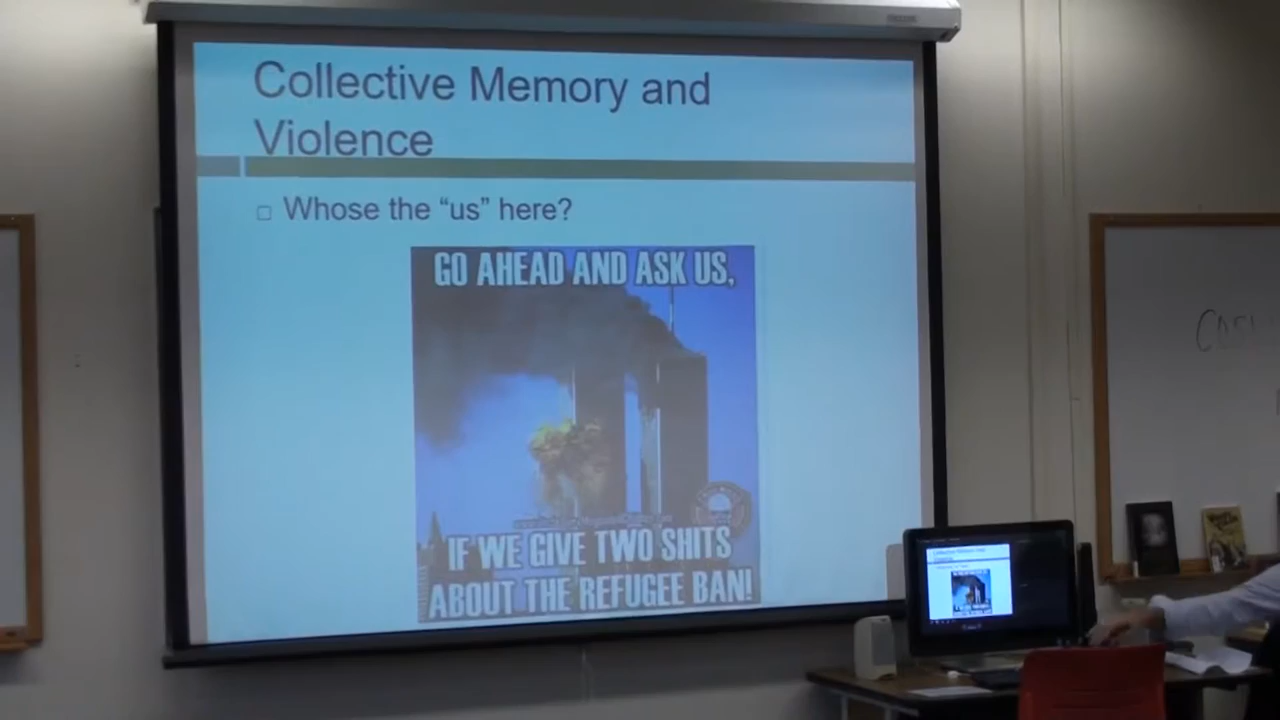 Collective Memory and
Violence
Whose the “us” here?
GO AHEAD AND ASK US,
IF WE GIVE TWO SHITS
ABOUT THE REFUGEE BAN!